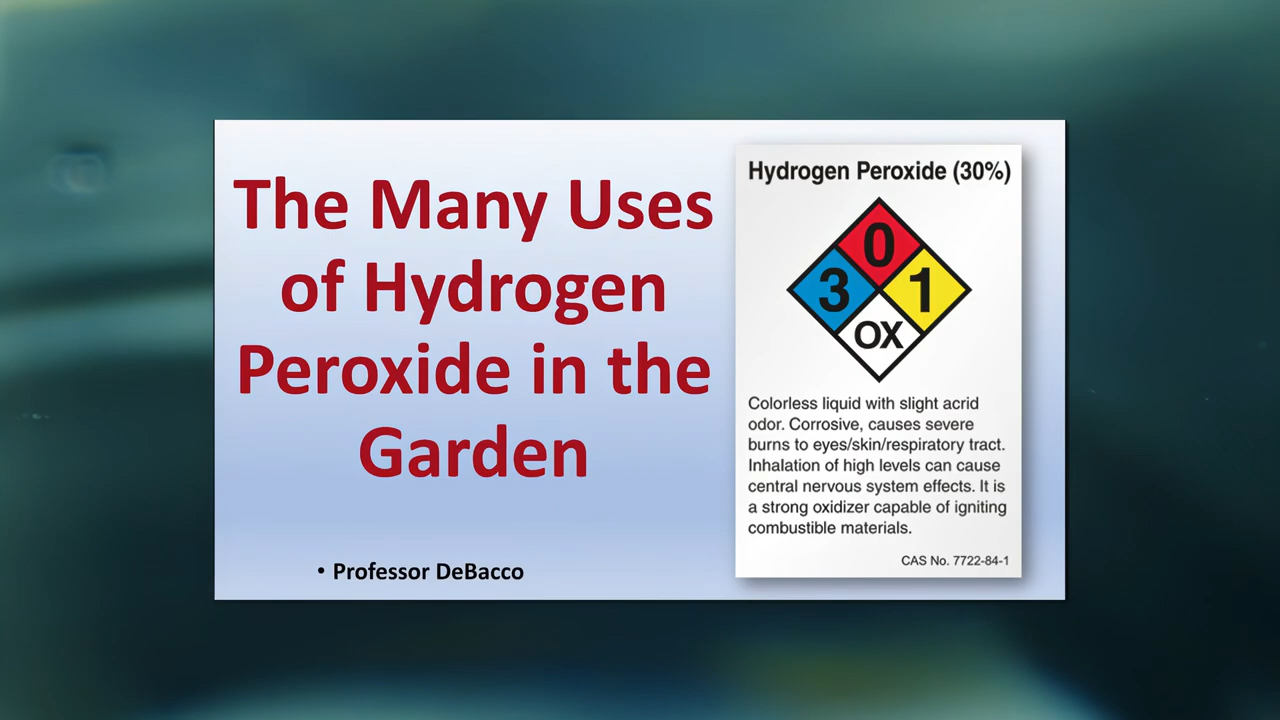 The Many Uses
of Hydrogen
Peroxide in the
Garden
• Professor DeBacco
Hydrogen Peroxide (30%)
0
3
1
OX
Colorless liquid with slight acrid
odor. Corrosive, causes severe
burns to eyes/skin/respiratory tract.
Inhalation of high levels can cause
central nervous system effects. It is
a strong oxidizer capable of igniting
combustible materials.
CAS No. 7722-84-1